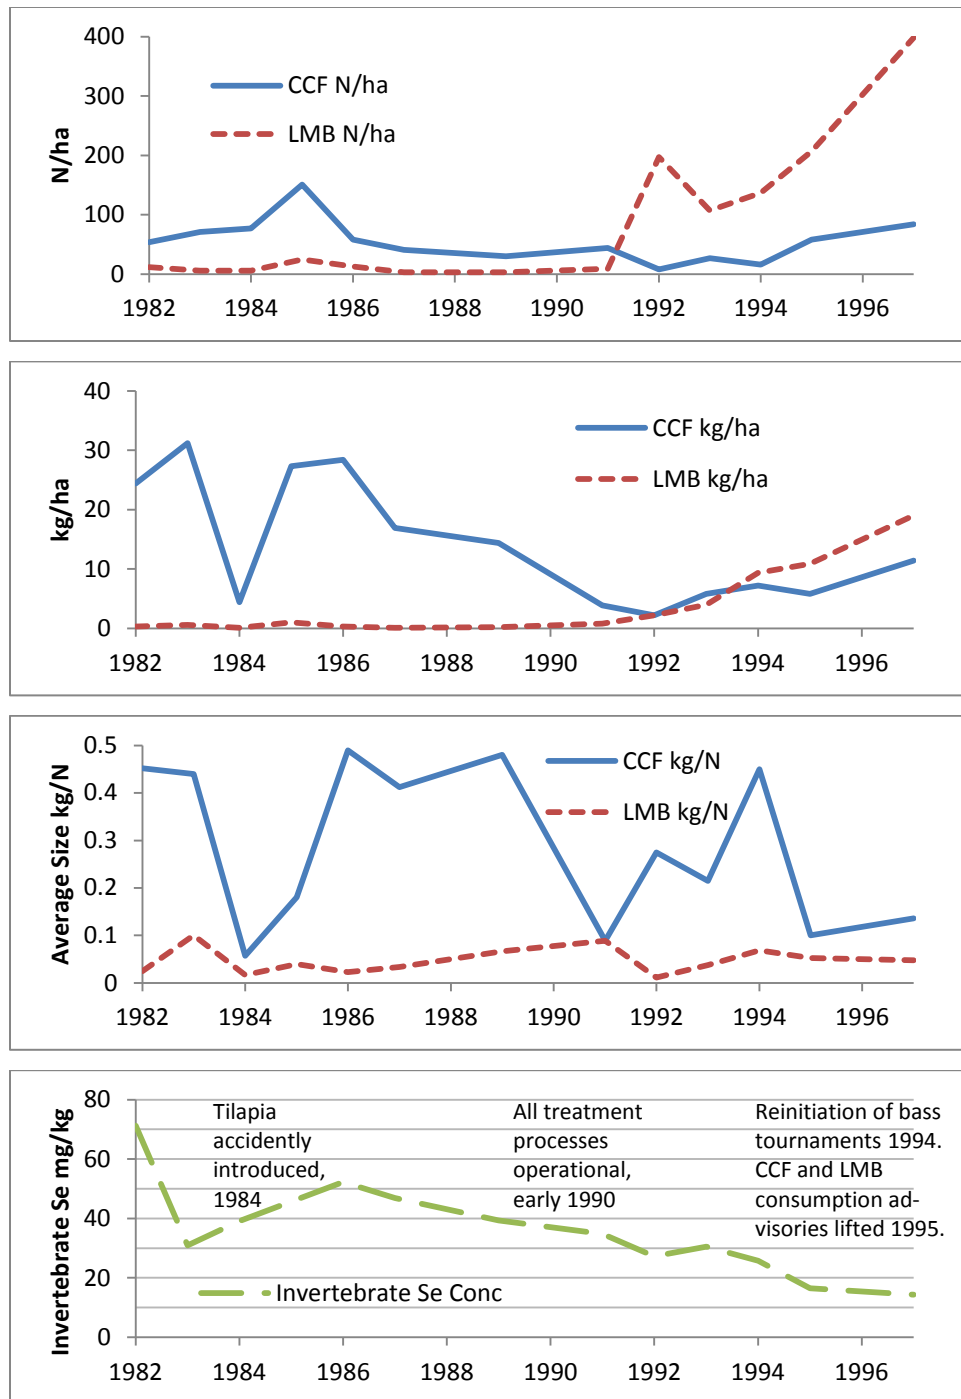 400
300
200
100
0
N/ha
CCF N/ha
LMB N/ha
1982 1984 1986 1988 1990 1992 1994 1996
40
30
20
10
0
kg/ha
CCF kg/ha
LMB kg/ha
1982 1984 1986 1988 1990 1992 1994 1996
0.5
0.4
0.3
0.2
0.1
0
Average Size kg/N
CCF kg/N
LMB kg/N
1982 1984 1986 1988 1990 1992 1994 1996
80
60
40
20
0
Invertebrate Se mg/kg
Tilapia
accidently
introduced,
1984
All treatment
processes
operational,
early 1990
Reinitiation of bass
tournaments 1994.
CCF and LMB
consumption ad-
visories lifted 1995.
Invertebrate Se Conc
1982 1984 1986 1988 1990 1992 1994 1996